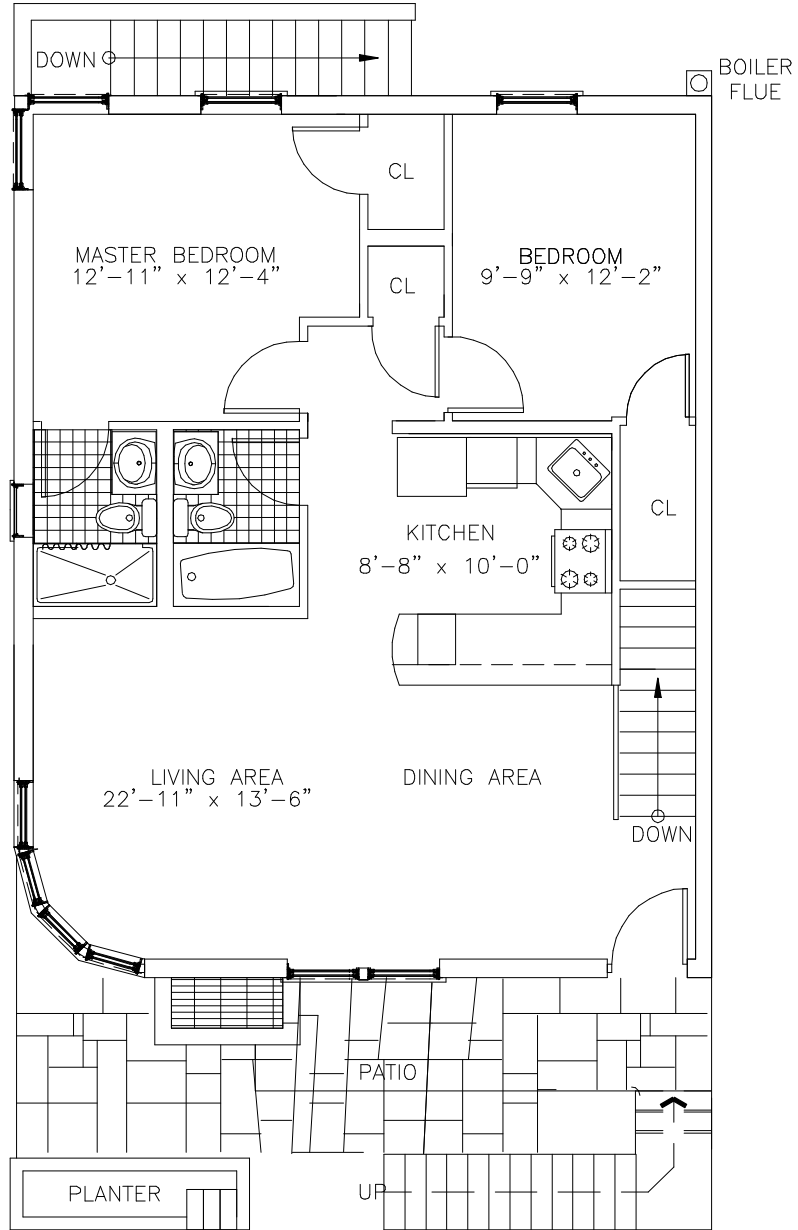 DOWN
BOILER
FLUE
CL
MASTER BEDROOM
12'-11" x 12'-4"
BEDROOM
9'-9" x 12'-2"
CL
CL
KITCHEN
8'-8" x 10'-0"
LIVING AREA
22'-11" x 13'-6"
DINING AREA
DOWN
PATIO
PLANTER
UP